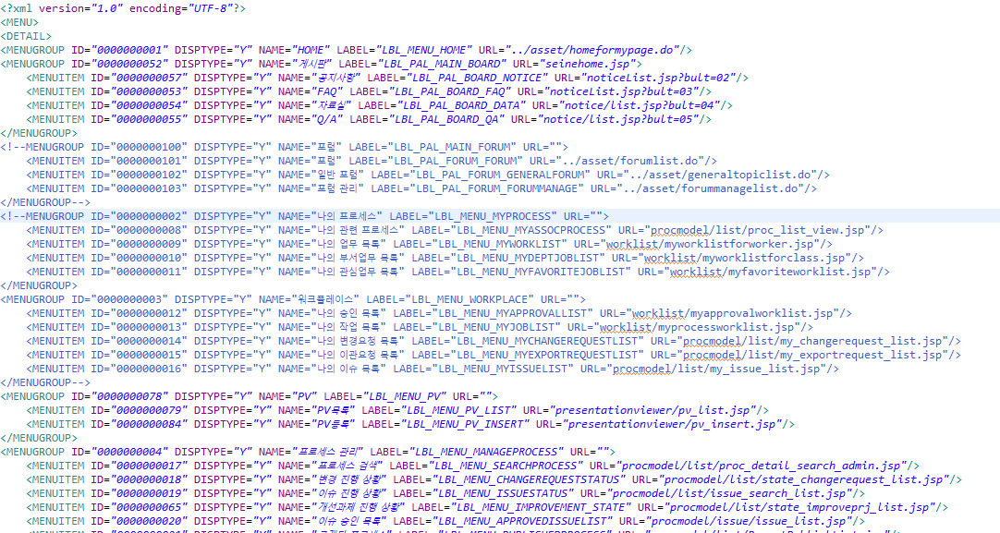 <?xml version="1.0" encoding="UTF-8"?>
<MENU>
<DETAIL>
<MENUGROUP ID="0000000001" DISPTYPE="Y" NAME="HOME" LABEL="LBL_MENU_HOME" URL="../asset/homeformypage.do"/>
<MENUGROUP ID="0000000052" DISPTYPE="Y" NAME="게시판" LABEL="LBL_PAL_MAIN_BOARD" URL="seinehome.jsp">
<MENUITEM ID="0000000057" DISPTYPE="Y" NAME="공지사항" LABEL="LBL_PAL_BOARD_NOTICE" URL="noticeList.jsp?bult=02"/>
<MENUITEM ID="0000000053" DISPTYPE="Y" NAME="FAQ" LABEL="LBL_PAL_BOARD_FAQ" URL="noticeList.jsp?bult=03"/>
<MENUITEM ID="0000000054" DISPTYPE="Y" NAME="자료실" LABEL="LBL_PAL_BOARD_DATA" URL="notice/list.jsp?bult=04"/>
<MENUITEM ID="0000000055" DISPTYPE="Y" NAME="Q/A" LABEL="LBL_PAL_BOARD_QA" URL="notice/list.jsp?bult=05"/>
</MENUGROUP>
<!--MENUGROUP ID="0000000100" DISPTYPE="Y" NAME="포럼" LABEL="LBL_PAL_MAIN_FORUM" URL="">
<MENUITEM ID="0000000101" DISPTYPE="Y" NAME="포럼" LABEL="LBL_PAL_FORUM_FORUM" URL="../asset/forumlist.do"/>
<MENUITEM ID="0000000102" DISPTYPE="Y" NAME="일반 포럼" LABEL="LBL_PAL_FORUM_GENERALFORUM" URL="../asset/generaltopiclist.do"/>
<MENUITEM ID="0000000103" DISPTYPE="Y" NAME="포럼 관리" LABEL="LBL_PAL_FORUM_FORUMMANAGE" URL="../asset/forummanagelist.do"/>
</MENUGROUP-->
<!--MENUGROUP ID="0000000002" DISPTYPE="Y" NAME="나의 프로세스" LABEL="LBL_MENU_MYPROCESS" URL="">
<MENUITEM ID="0000000008" DISPTYPE="Y" NAME="나의 관련 프로세스" LABEL="LBL_MENU_MYASSOCPROCESS" URL="procmodel/list/proc_list_view.jsp"/>
<MENUITEM ID="0000000009" DISPTYPE="Y" NAME="나의 업무 목록" LABEL="LBL_MENU_MYWORKLIST" URL="worklist/myworklistforworker.jsp"/>
<MENUITEM ID="0000000010" DISPTYPE="Y" NAME="나의 부서업무 목록" LABEL="LBL_MENU_MYDEPTJOBLIST" URL="worklist/myworklistforclass.jsp"/>
<MENUITEM ID="0000000011" DISPTYPE="Y" NAME="나의 관심업무 목록" LABEL="LBL_MENU_MYFAVORITEJOBLIST" URL="worklist/myfavoriteworklist.jsp"/>
</MENUGROUP>
<MENUGROUP ID="0000000003" DISPTYPE="Y" NAME="워크플레이스" LABEL="LBL_MENU_WORKPLACE" URL="">
<MENUITEM ID="0000000012" DISPTYPE="Y" NAME="나의 승인 목록" LABEL="LBL_MENU_MYAPPROVALLIST" URL="worklist/myapprovalworklist.jsp"/>
<MENUITEM ID="0000000013" DISPTYPE="Y" NAME="나의 작업 목록" LABEL="LBL_MENU_MYJOBLIST" URL="worklist/myprocessworklist.jsp"/>
<MENUITEM ID="0000000014" DISPTYPE="Y" NAME="나의 변경요청 목록" LABEL="LBL_MENU_MYCHANGEREQUESTLIST" URL="procmodel/list/my_changerequest_list.jsp"/>
<MENUITEM ID="0000000015" DISPTYPE="Y" NAME="나의 이관요청 목록" LABEL="LBL_MENU_MYEXPORTREQUESTLIST" URL="procmodel/list/my_exportrequest_list.jsp"/>
<MENUITEM ID="0000000016" DISPTYPE="Y" NAME="나의 이슈 목록" LABEL="LBL_MENU_MYISSUELIST" URL="procmodel/list/my_issue_list.jsp"/>
</MENUGROUP-->
<MENUGROUP ID="0000000078" DISPTYPE="Y" NAME="PV" LABEL="LBL_MENU_PV" URL="">
<MENUITEM ID="0000000079" DISPTYPE="Y" NAME="PV목록" LABEL="LBL_MENU_PV_LIST" URL="presentationviewer/pv_list.jsp"/>
<MENUITEM ID="0000000084" DISPTYPE="Y" NAME="PV등록" LABEL="LBL_MENU_PV_INSERT" URL="presentationviewer/pv_insert.jsp"/>
</MENUGROUP>
<MENUGROUP ID="0000000004" DISPTYPE="Y" NAME="프로세스 관리" LABEL="LBL_MENU_MANAGEPROCESS" URL="">
<MENUITEM ID="0000000017" DISPTYPE="Y" NAME="프로세스 검색" LABEL="LBL_MENU_SEARCHPROCESS" URL="procmodel/list/proc_detail_search_admin.jsp"/>
<MENUITEM ID="0000000018" DISPTYPE="Y" NAME="변경 진행 상황" LABEL="LBL_MENU_CHANGEREQUESTSTATUS" URL="procmodel/list/state_changerequest_list.jsp"/>
<MENUITEM ID="0000000019" DISPTYPE="Y" NAME="이슈 진행 상황" LABEL="LBL_MENU_ISSUESTATUS" URL="procmodel/list/issue_search_list.jsp"/>
<MENUITEM ID="0000000065" DISPTYPE="Y" NAME="개선과제 진행 상황" LABEL="LBL_MENU_IMPROVEMENT_STATE" URL="procmodel/list/state_improveprj_list.jsp"/>
<MENUITEM ID="0000000020" DISPTYPE="Y" NAME="이슈 승인 목록" LABEL="LBL_MENU_APPROVEDISSUELIST" URL="procmodel/issue/issue_list.jsp"/>